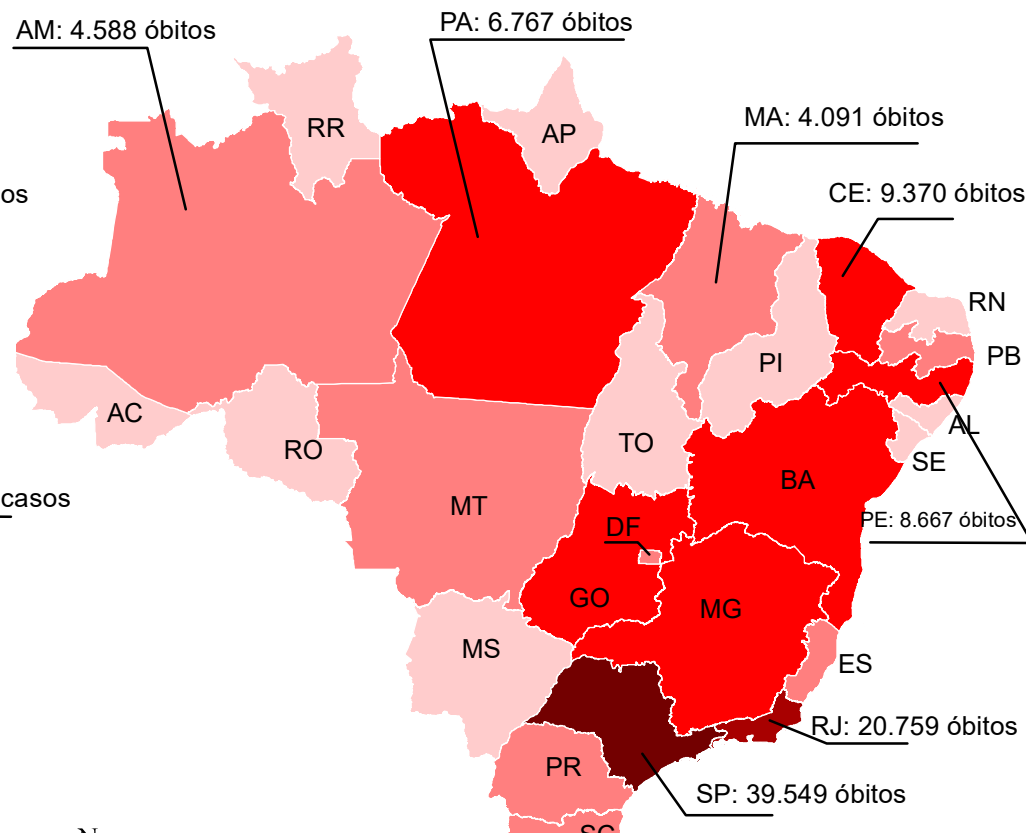 AM: 4.588 óbitos
PA: 6.767 óbitos
RR
AP
MA: 4.091 óbitos
os
CE: 9.370 óbitos
RN
PB
PI
AC
AL
TO
RO
SE
BA
casos
MT
DF
PE: 8.667 óbitos
GO
MG
MS
ES
RJ: 20.759 óbitos
PR
SP: 39.549 óbitos
SC
N